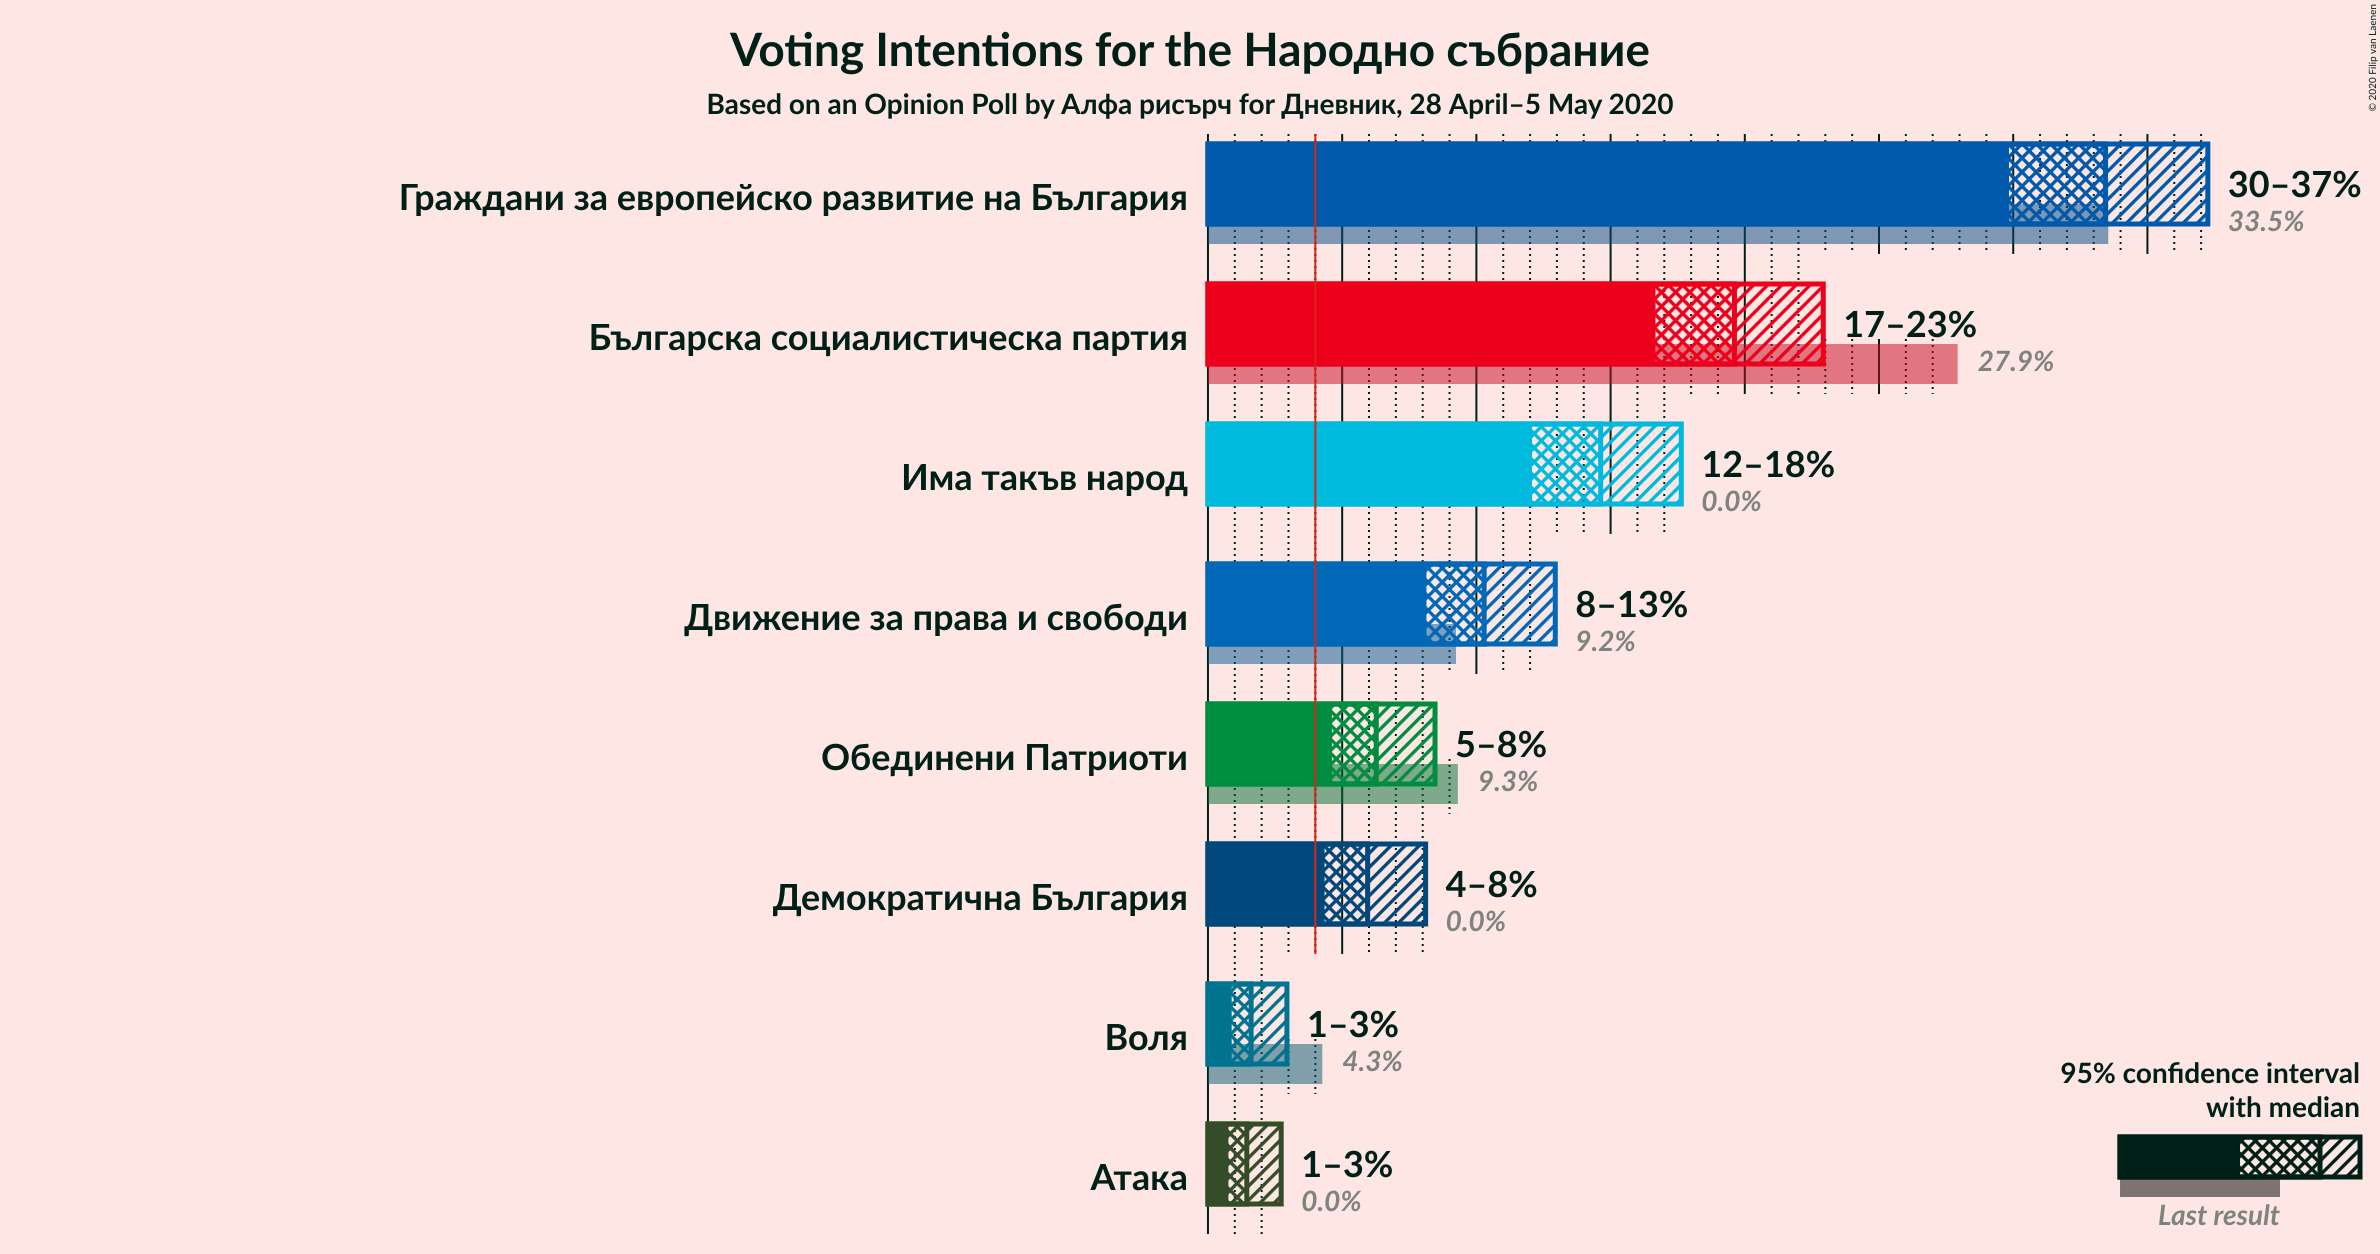 Voting Intentions for the Народно събрание
Based on an Opinion Poll by Алфа рисърч for Дневник, 28 April–5 May 2020
© 2020 Filip van Laenen
Граждани за европейско развитие на България
30–37%
33.5%
Българска социалистическа партия
17–23%
27.9%
Има такъв народ
12–18%
0.0%
Движение за права и свободи
8–13%
9.2%
Обединени Патриоти
5–8%
9.3%
Демократична България
4–8%
0.0%
Воля
1–3%
4.3%
Атака
1–3%
0.0%
95% confidence interval
with median
Last result